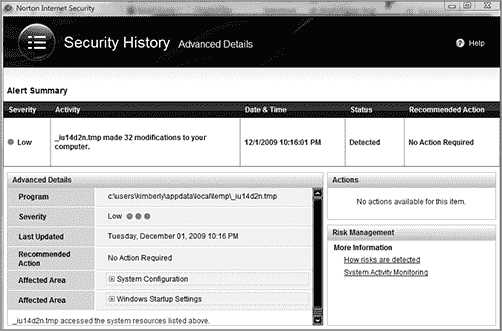 Norton Internet Security
Security History Advanced Details
Help
Alert Summary
Severity Activity Date & Time Status Recommended Action
Low _iu14d2n.tmp made 32 modifications to your computer. 12/1/2009 10:16:01 PM Detected No Action Required
Advanced Details
Program c:\users\kimberly\appdata\local\temp\_iu14d2n.tmp
Severity Low
Last Updated Tuesday, December 01, 2009 10:16 PM
Recommended Action No Action Required
Affected Area System Configuration
Affected Area Windows Startup Settings
_iu14d2n.tmp accessed the system resources listed above.
Actions
No actions available for this item.
Risk Management
More Information
How risks are detected
System Activity Monitoring